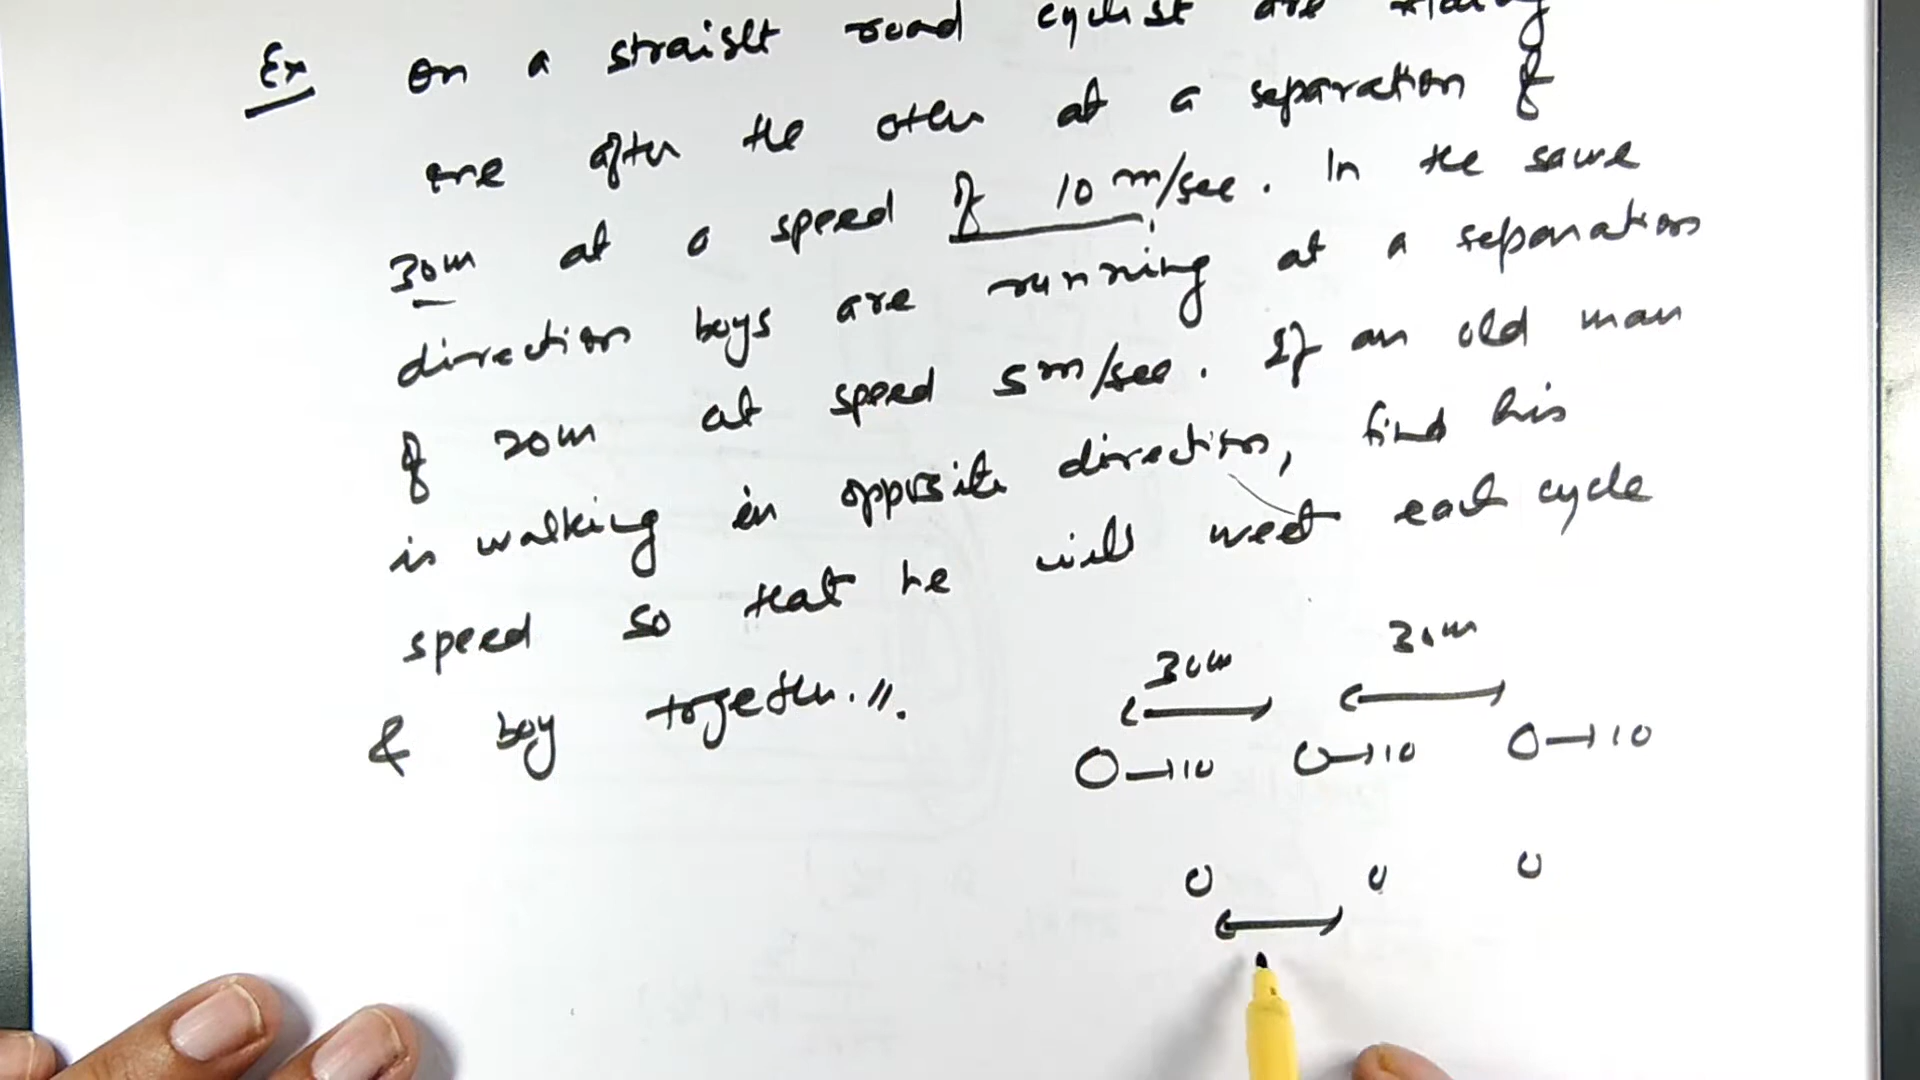 Ex On a straight road cyclist are riding
one after the other at a separation of
30m at a speed of 10 m/sec. In the same
direction boys are running at a separation
of 20m at speed 5 m/sec. If an old man
is walking in opposite direction, find his
speed so that he will meet each cycle
& boy together.
30m 30m
→10 →10 →10